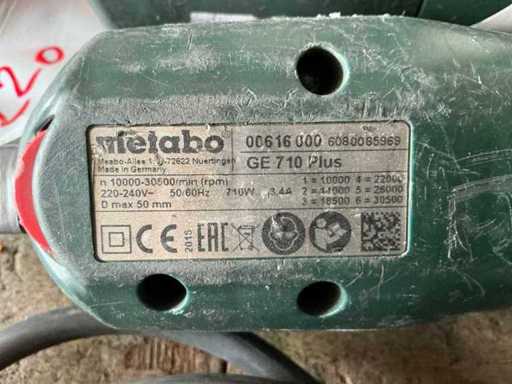 metabo 00616 000 6080085969
Metabo-Allee 1, D-72622 Nuertingen
Made in Germany
GE 710 Plus
n 10000-30500/min (rpm) 1 = 10000 4 = 22000
220-240V~ 50/60Hz 710W 3.4A 2 = 14000 5 = 26000
D max 50 mm 3 = 18500 6 = 30500
CE 2015 EAC
120